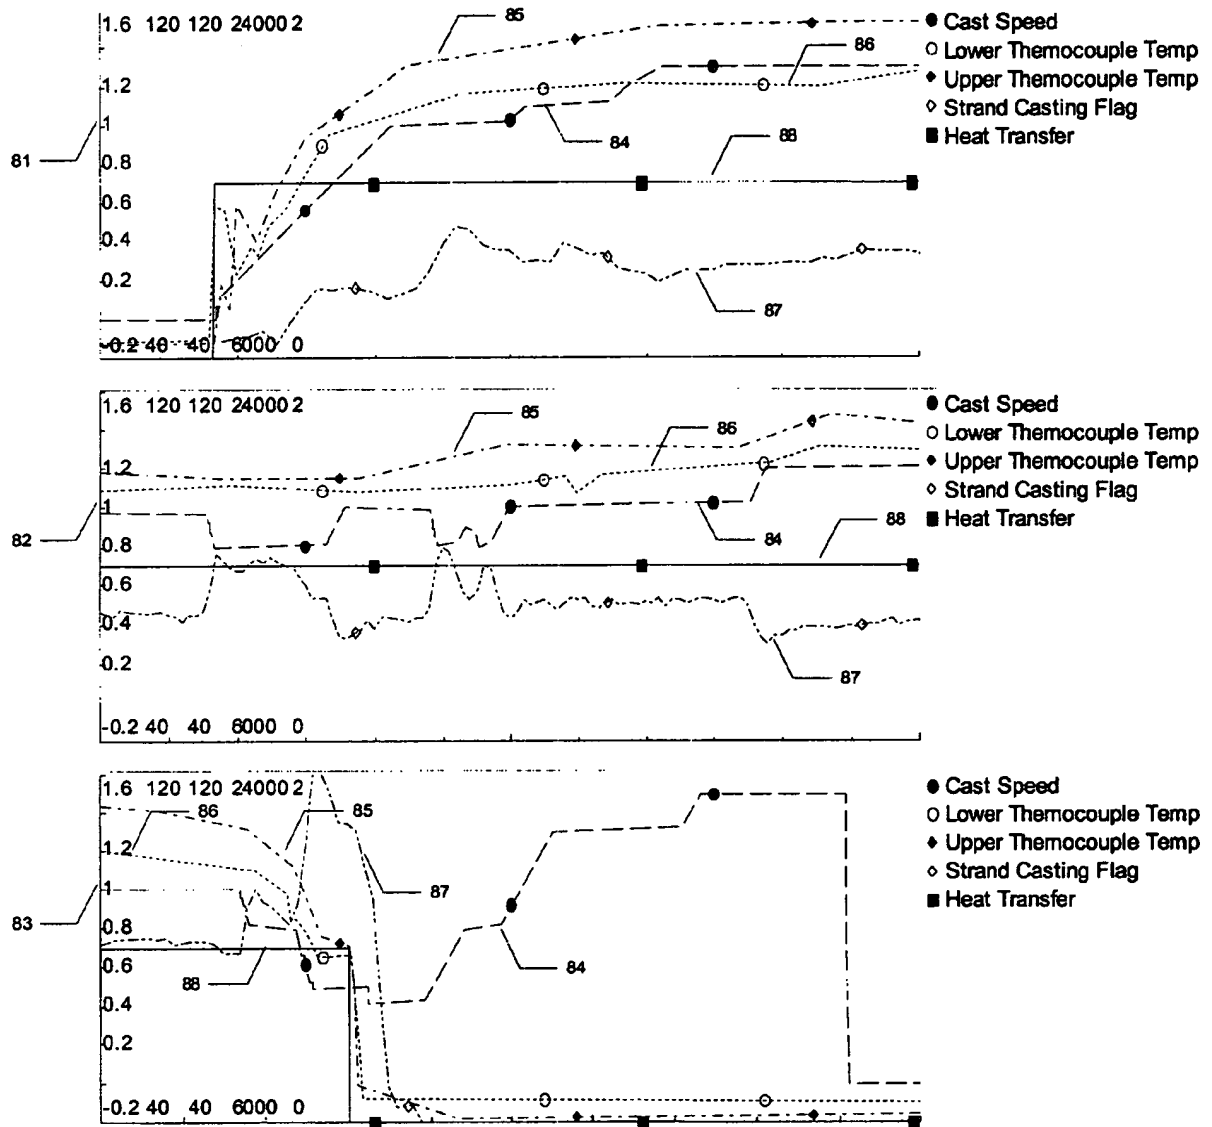 1.6 120 120 24000 2
85
Cast Speed
Lower Themocouple Temp
86
Upper Themocouple Temp
1.2
Strand Casting Flag
1
84
88
Heat Transfer
81
0.8
0.6
0.4
0.2
87
-0.2 40 40 6000 0
1.6 120 120 24000 2
85
Cast Speed
86
Lower Themocouple Temp
Upper Themocouple Temp
1.2
Strand Casting Flag
1
88
Heat Transfer
82
84
0.8
0.6
0.4
0.2
87
-0.2 40 40 6000 0
1.6 120 120 24000 2
Cast Speed
86
85
Lower Themocouple Temp
Upper Themocouple Temp
1.2
Strand Casting Flag
1
87
Heat Transfer
83
0.8
84
0.6
88
0.4
0.2
-0.2 40 40 6000 0